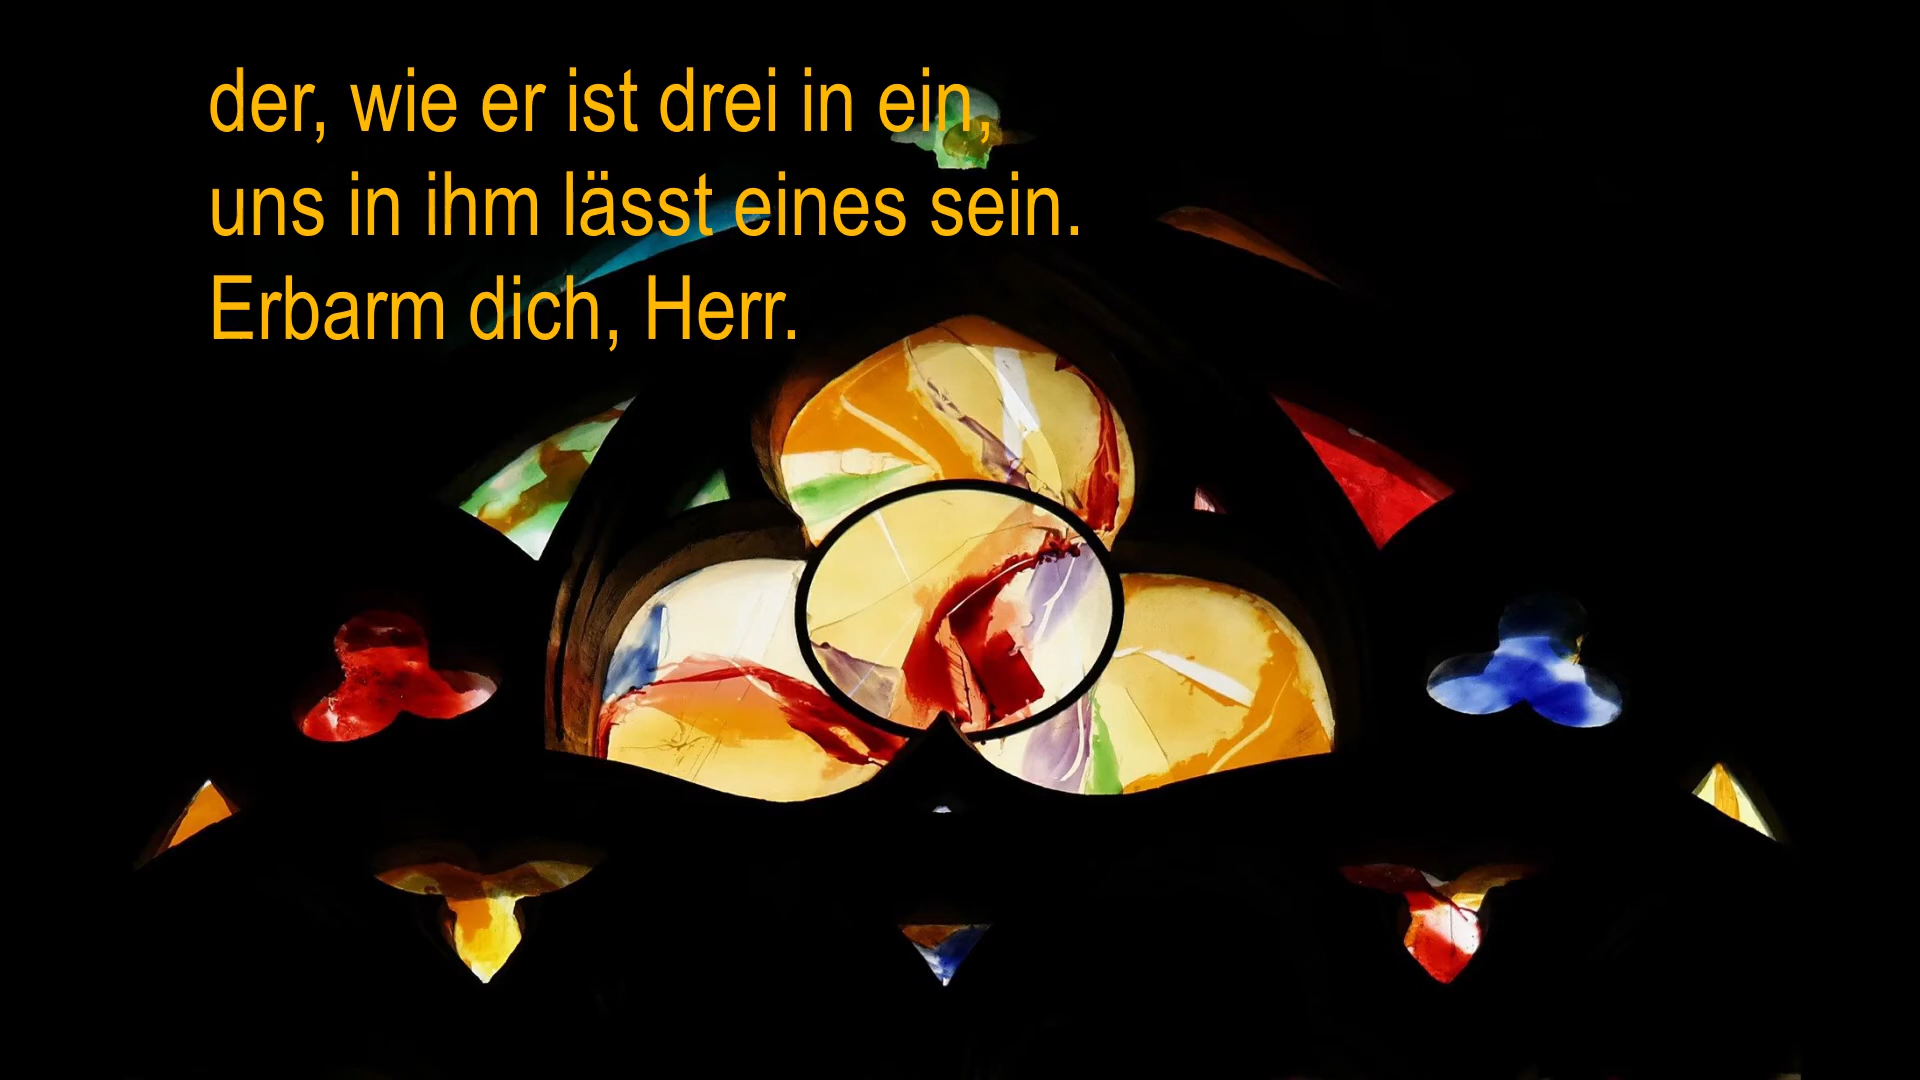 der, wie er ist drei in ein,
uns in ihm lässt eines sein.
Erbarm dich, Herr.